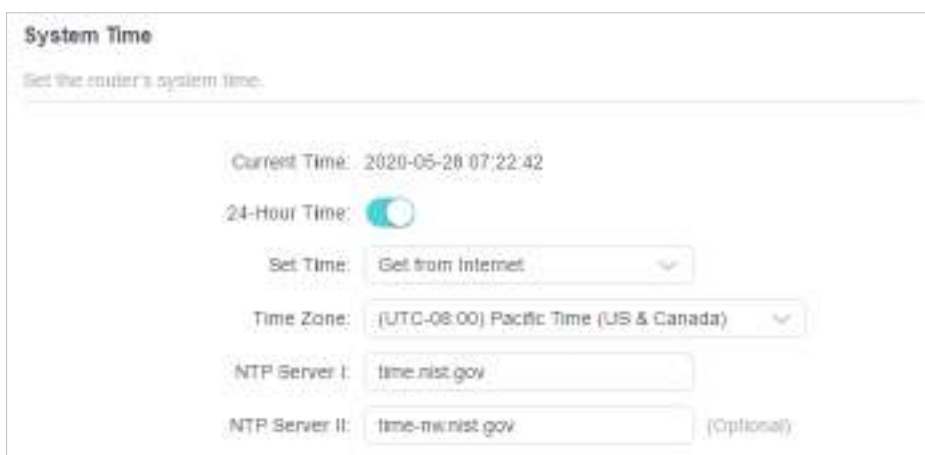 System Time
Set the router's system time.
Current Time: 2020-05-28 07:22:42
24-Hour Time:
Set Time: Get from Internet
Time Zone: (UTC-08:00) Pacific Time (US & Canada)
NTP Server I: time.nist.gov
NTP Server II: time-nw.nist.gov (Optional)